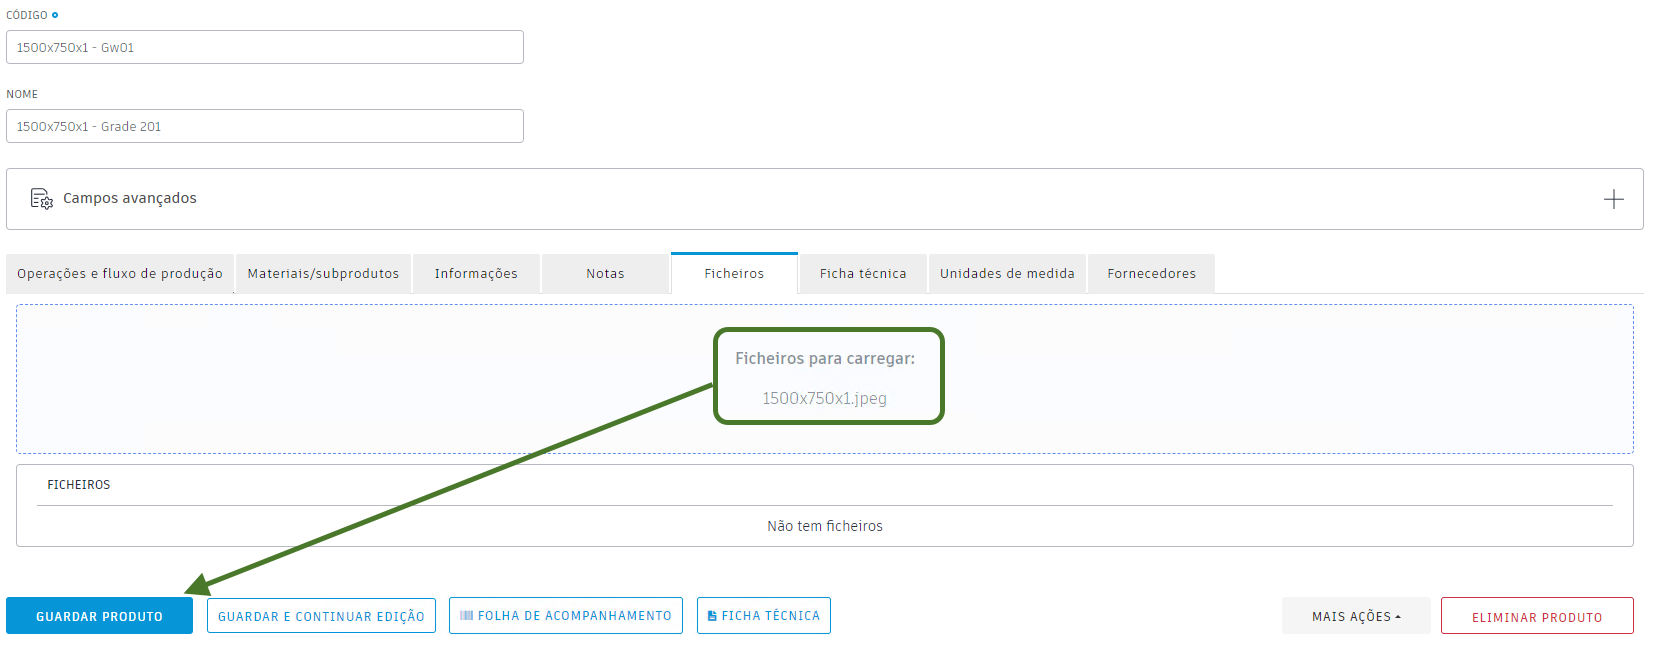 CÓDIGO
1500x750x1 - Gw01
NOME
1500x750x1 - Grade 201
Campos avançados
Operações e fluxo de produção
Materiais/subprodutos
Informações
Notas
Ficheiros
Ficha técnica
Unidades de medida
Fornecedores
Ficheiros para carregar:
1500x750x1.jpeg
FICHEIROS
Não tem ficheiros
GUARDAR PRODUTO
GUARDAR E CONTINUAR EDIÇÃO
FOLHA DE ACOMPANHAMENTO
FICHA TÉCNICA
MAIS AÇÕES
ELIMINAR PRODUTO